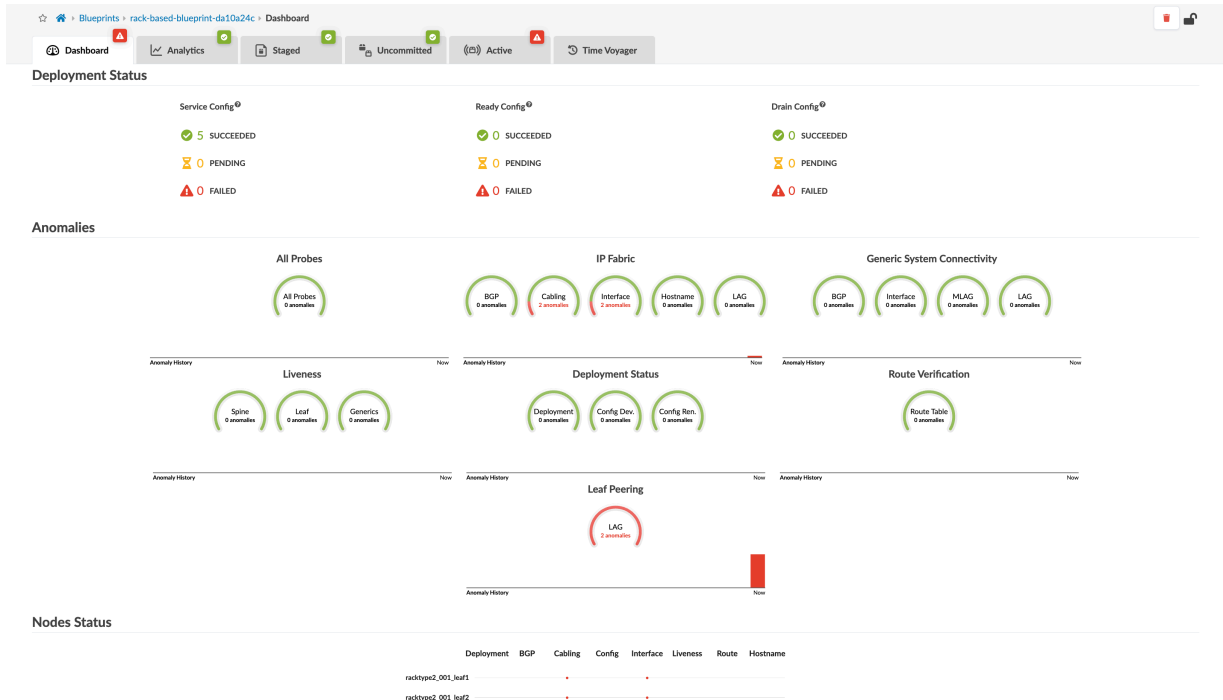 Blueprints › rack-based-blueprint-da10a24c › Dashboard
Dashboard Analytics Staged Uncommitted Active Time Voyager
Deployment Status
Service Config Ready Config Drain Config
5 SUCCEEDED 0 SUCCEEDED 0 SUCCEEDED
0 PENDING 0 PENDING 0 PENDING
0 FAILED 0 FAILED 0 FAILED
Anomalies
All Probes IP Fabric Generic System Connectivity
All Probes BGP Cabling Interface Hostname LAG BGP Interface MLAG LAG
0 anomalies 0 anomalies 2 anomalies 2 anomalies 0 anomalies 0 anomalies 0 anomalies 0 anomalies 0 anomalies 0 anomalies
Anomaly History Now Anomaly History Now Anomaly History Now
Liveness Deployment Status Route Verification
Spine Leaf Generics Deployment Config Dev. Config Ren. Route Table
0 anomalies 0 anomalies 0 anomalies 0 anomalies 0 anomalies 0 anomalies 0 anomalies
Anomaly History Now Anomaly History Now Anomaly History Now
Leaf Peering
LAG
2 anomalies
Anomaly History Now
Nodes Status
Deployment BGP Cabling Config Interface Liveness Route Hostname
racktype2_001_leaf1
racktype2_001_leaf2